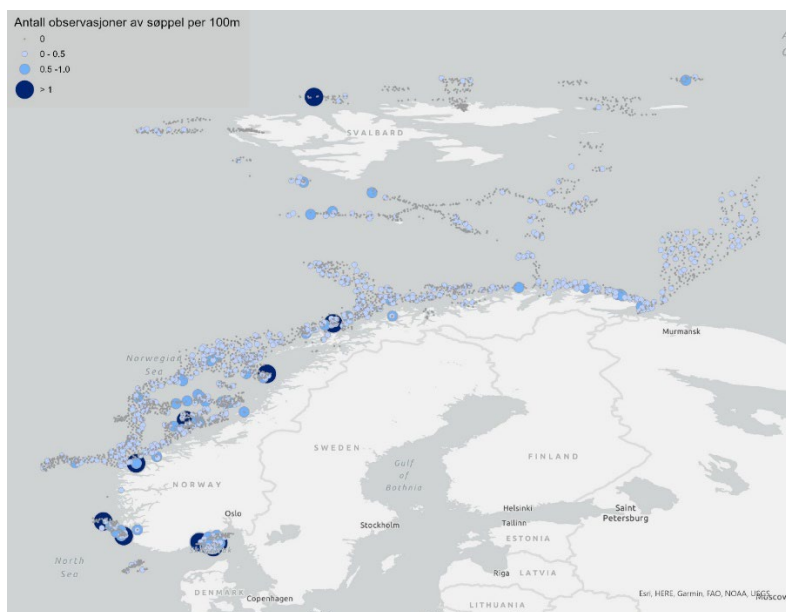 Antall observasjoner av søppel per 100m
0
0 - 0.5
0.5 -1.0
> 1
SVALBARD
Murmansk
Norwegian
Sea
SWEDEN
FINLAND
Gulf
of
Bothnia
NORWAY
Oslo
Helsinki
Saint
Petersburg
Stockholm
Tallinn
ESTONIA
North
Sea
Riga
LATVIA
DENMARK
Copenhagen
LITHUANIA
Esri, HERE, Garmin, FAO, NOAA, USGS
Moscow